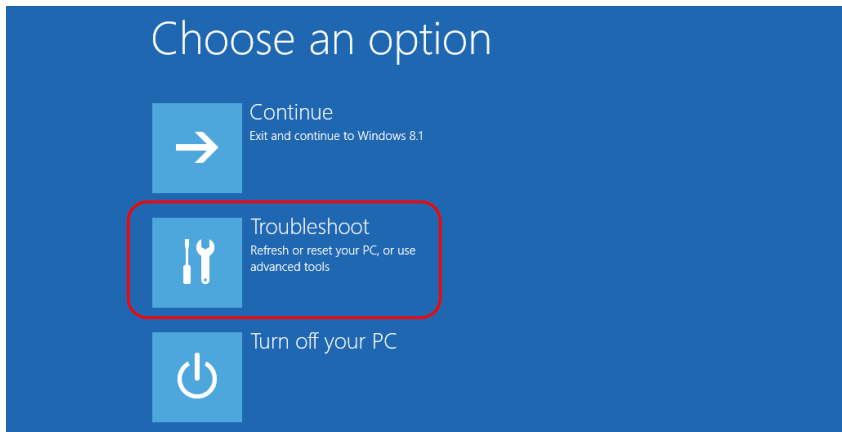 Choose an option
Continue
Exit and continue to Windows 8.1
Troubleshoot
Refresh or reset your PC, or use
advanced tools
Turn off your PC